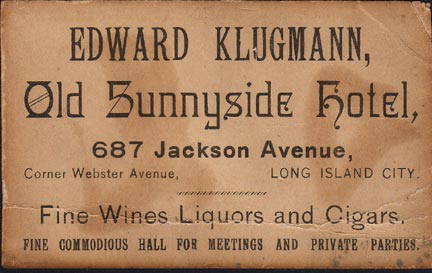 EDWARD KLUGMANN,
Old Sunnyside Hotel,
687 Jackson Avenue,
Corner Webster Avenue, LONG ISLAND CITY.
Fine Wines Liquors and Cigars.
FINE COMMODIOUS HALL FOR MEETINGS AND PRIVATE PARTIES.